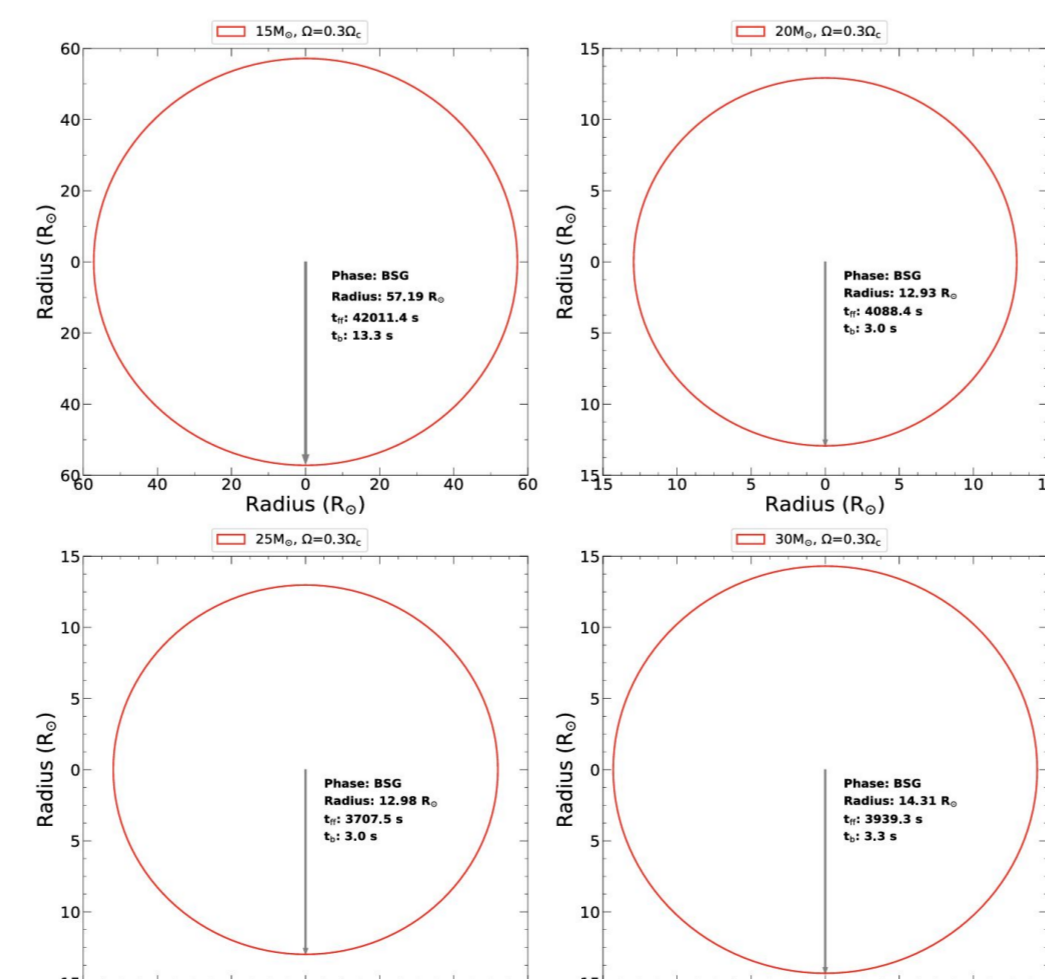 15M☉, Ω=0.3Ωc
60
40
20
0
20
40
60
Radius (R☉)
Phase: BSG
Radius: 57.19 R☉
tff: 42011.4 s
tb: 13.3 s
60 40 20 0 20 40 60
Radius (R☉)
20M☉, Ω=0.3Ωc
15
10
5
0
5
10
15
Radius (R☉)
Phase: BSG
Radius: 12.93 R☉
tff: 4088.4 s
tb: 3.0 s
15 10 5 0 5 10
Radius (R☉)
25M☉, Ω=0.3Ωc
15
10
5
0
5
10
Radius (R☉)
Phase: BSG
Radius: 12.98 R☉
tff: 3707.5 s
tb: 3.0 s
30M☉, Ω=0.3Ωc
15
10
5
0
5
10
Radius (R☉)
Phase: BSG
Radius: 14.31 R☉
tff: 3939.3 s
tb: 3.3 s